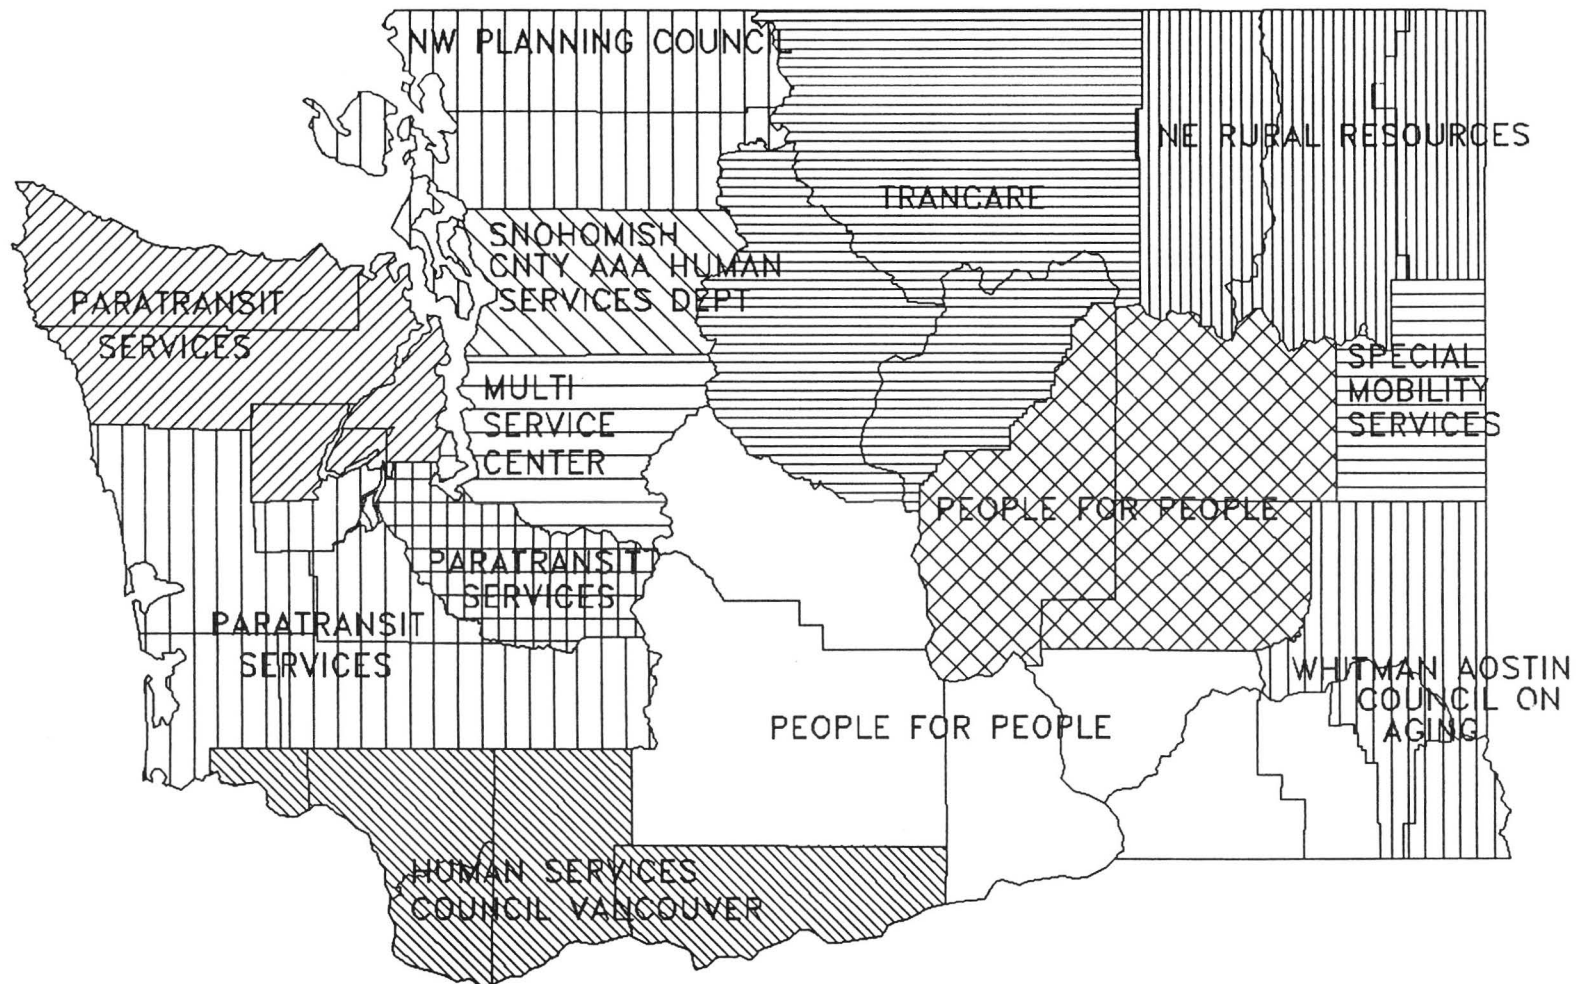 NW PLANNING COUNCIL
NE RURAL RESOURCES
TRANCARE
SNOHOMISH
CNTY AAA HUMAN
SERVICES DEPT
PARATRANSIT
SERVICES
MULTI
SERVICE
CENTER
SPECIAL
MOBILITY
SERVICES
PEOPLE FOR PEOPLE
PARATRANSIT
SERVICES
PARATRANSIT
SERVICES
WHITMAN AOSTIN
COUNCIL ON
AGING
PEOPLE FOR PEOPLE
HUMAN SERVICES
COUNCIL VANCOUVER